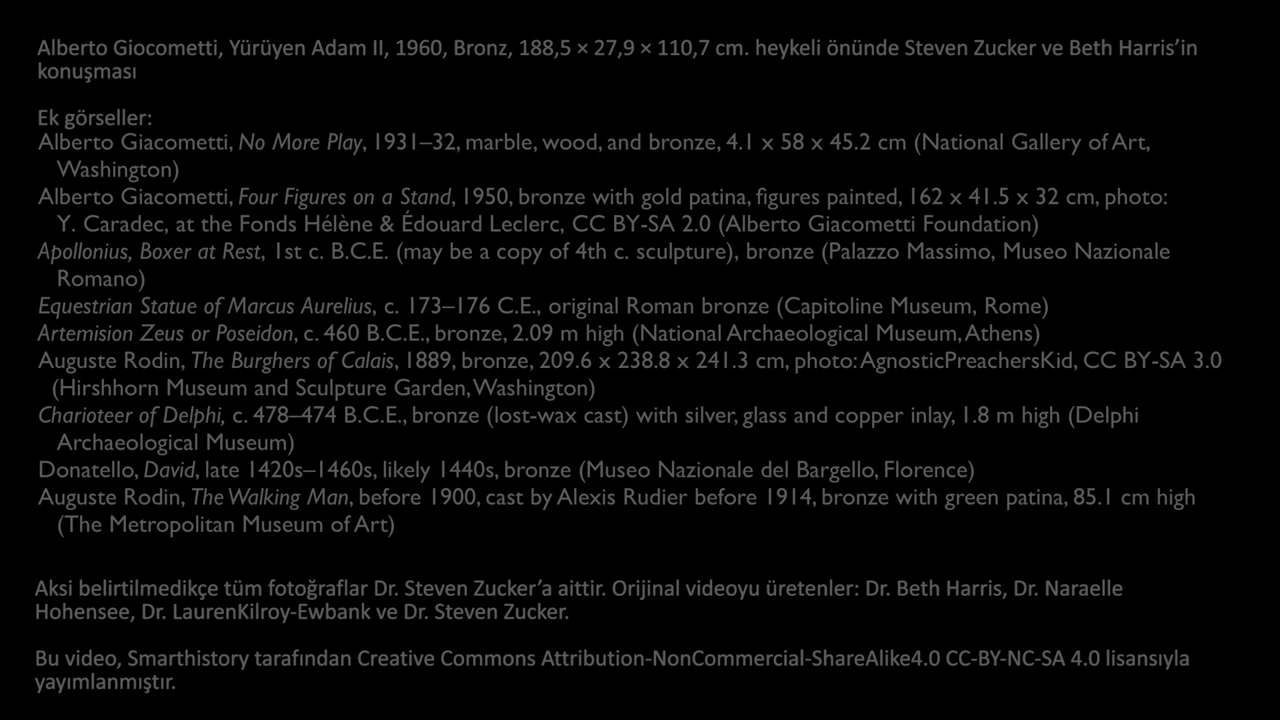 Alberto Giocometti, Yürüyen Adam II, 1960, Bronz, 188,5 × 27,9 × 110,7 cm. heykeli önünde Steven Zucker ve Beth Harris’in
konuşması
Ek görseller:
Alberto Giacometti, No More Play, 1931–32, marble, wood, and bronze, 4.1 x 58 x 45.2 cm (National Gallery of Art,
Washington)
Alberto Giacometti, Four Figures on a Stand, 1950, bronze with gold patina, figures painted, 162 x 41.5 x 32 cm, photo:
Y. Caradec, at the Fonds Hélène & Édouard Leclerc, CC BY-SA 2.0 (Alberto Giacometti Foundation)
Apollonius, Boxer at Rest, 1st c. B.C.E. (may be a copy of 4th c. sculpture), bronze (Palazzo Massimo, Museo Nazionale
Romano)
Equestrian Statue of Marcus Aurelius, c. 173–176 C.E., original Roman bronze (Capitoline Museum, Rome)
Artemision Zeus or Poseidon, c. 460 B.C.E., bronze, 2.09 m high (National Archaeological Museum, Athens)
Auguste Rodin, The Burghers of Calais, 1889, bronze, 209.6 x 238.8 x 241.3 cm, photo: AgnosticPreachersKid, CC BY-SA 3.0
(Hirshhorn Museum and Sculpture Garden, Washington)
Charioteer of Delphi, c. 478–474 B.C.E., bronze (lost-wax cast) with silver, glass and copper inlay, 1.8 m high (Delphi
Archaeological Museum)
Donatello, David, late 1420s–1460s, likely 1440s, bronze (Museo Nazionale del Bargello, Florence)
Auguste Rodin, The Walking Man, before 1900, cast by Alexis Rudier before 1914, bronze with green patina, 85.1 cm high
(The Metropolitan Museum of Art)
Aksi belirtilmedikçe tüm fotoğraflar Dr. Steven Zucker’a aittir. Orijinal videoyu üretenler: Dr. Beth Harris, Dr. Naraelle
Hohensee, Dr. LaurenKilroy-Ewbank ve Dr. Steven Zucker.
Bu video, Smarthistory tarafından Creative Commons Attribution-NonCommercial-ShareAlike4.0 CC-BY-NC-SA 4.0 lisansıyla
yayımlanmıştır.